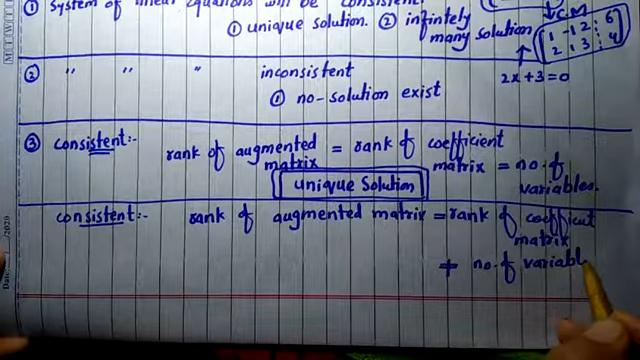 ① System of linear equations will be consistent.
① unique solution. ② infinitely
many solution
C.M
1 -1 2 : 6
2 1 3 : 4
2x+3=0
② " " " inconsistent
① no-solution exist
③ consistent:- rank of augmented matrix = rank of coefficient
matrix = no. of
variables.
unique Solution
consistent:- rank of augmented matrix = rank of coefficient
matrix
≠ no. of variabl
Date:
2020